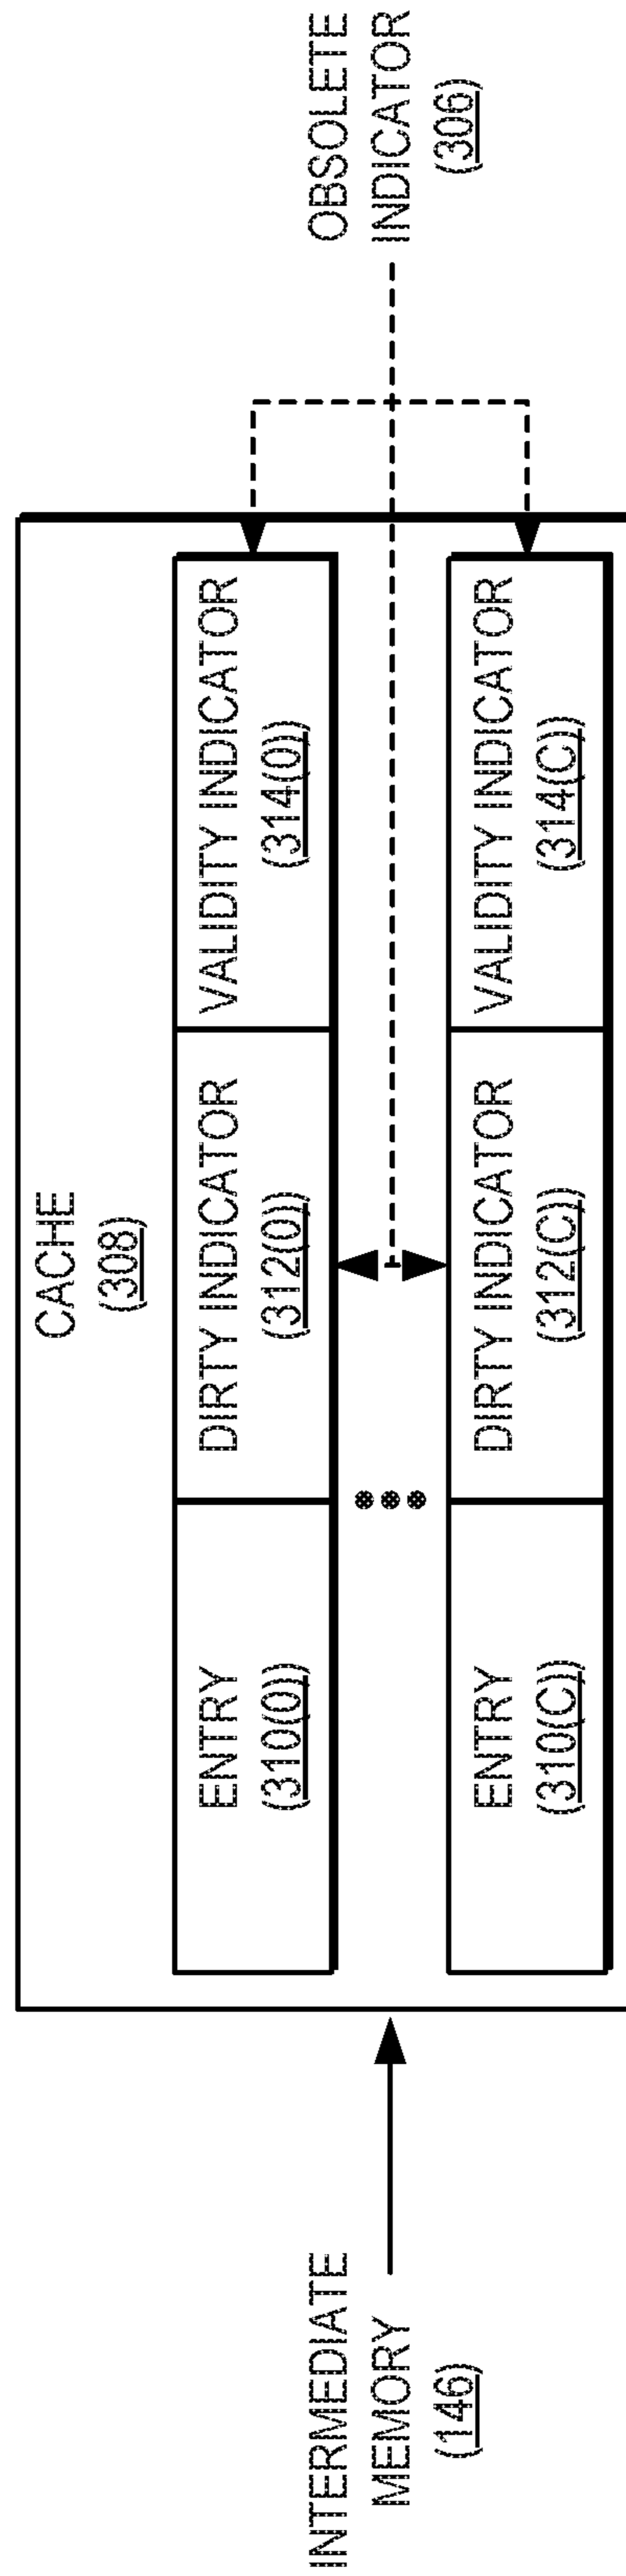 CACHE
(308)
ENTRY
(310(0))
DIRTY INDICATOR
(312(0))
VALIDITY INDICATOR
(314(0))
INTERMEDIATE
MEMORY
(146)
OBSOLETE
INDICATOR
(306)
ENTRY
(310(C))
DIRTY INDICATOR
(312(C))
VALIDITY INDICATOR
(314(C))